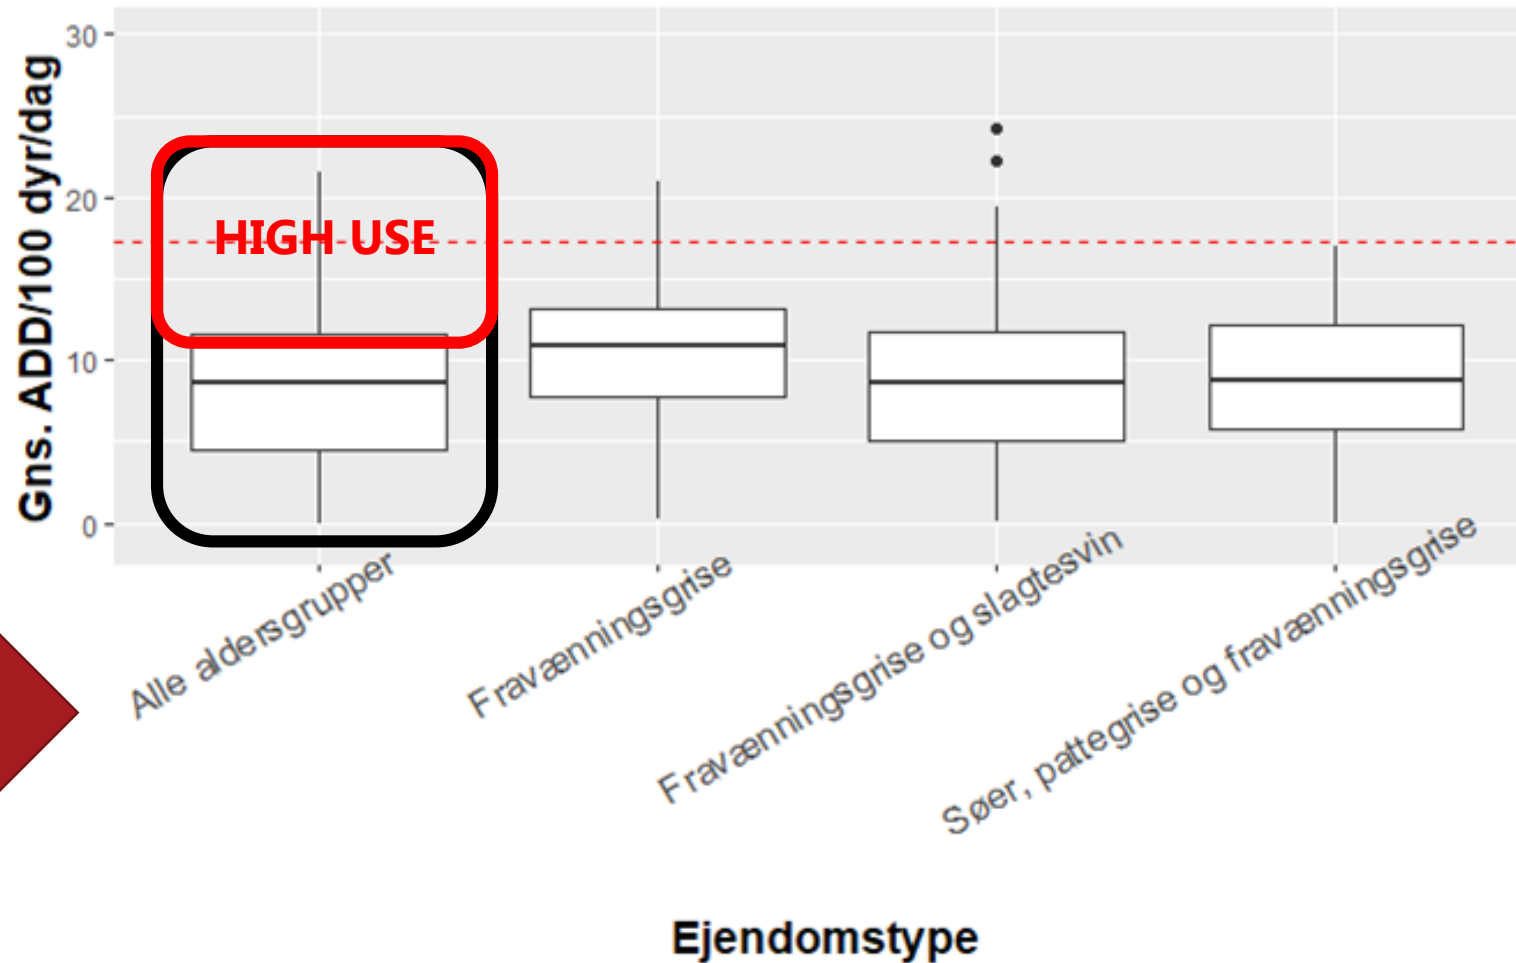 Gns. ADD/100 dyr/dag
30
20
10
0
HIGH USE
Alle aldersgrupper
Fravænningsgrise
Fravænningsgrise og slagtesvin
Søer, pattegrise og fravænningsgrise
Ejendomstype